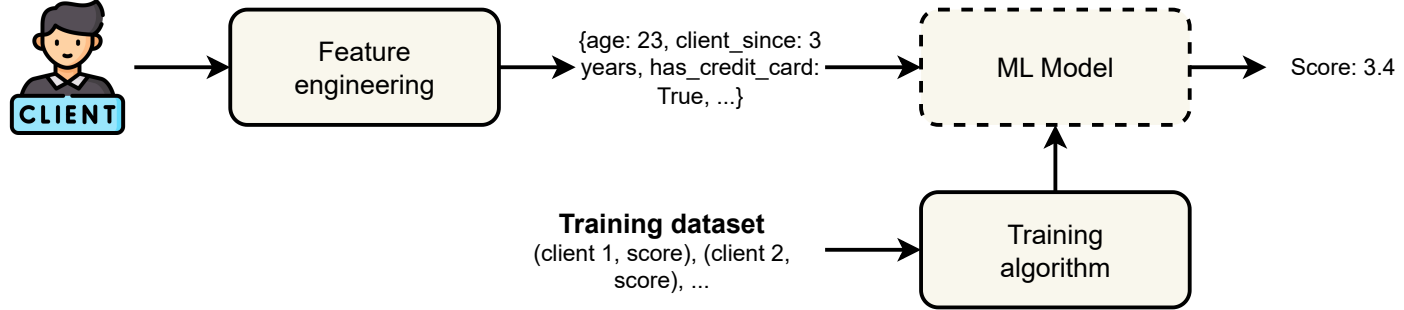 CLIENT
Feature
engineering
{age: 23, client_since: 3
years, has_credit_card:
True, ...}
ML Model
Score: 3.4
Training dataset
(client 1, score), (client 2,
score), ...
Training
algorithm